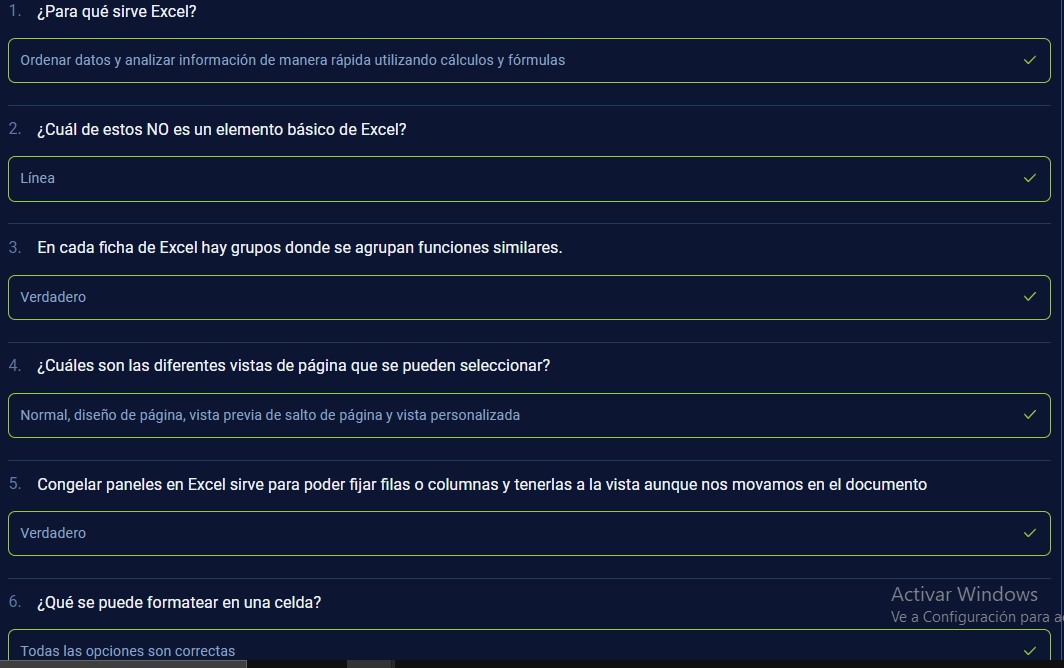 1. ¿Para qué sirve Excel?
Ordenar datos y analizar información de manera rápida utilizando cálculos y fórmulas
2. ¿Cuál de estos NO es un elemento básico de Excel?
Línea
3. En cada ficha de Excel hay grupos donde se agrupan funciones similares.
Verdadero
4. ¿Cuáles son las diferentes vistas de página que se pueden seleccionar?
Normal, diseño de página, vista previa de salto de página y vista personalizada
5. Congelar paneles en Excel sirve para poder fijar filas o columnas y tenerlas a la vista aunque nos movamos en el documento
Verdadero
6. ¿Qué se puede formatear en una celda?
Activar Windows
Ve a Configuración para a
Todas las opciones son correctas